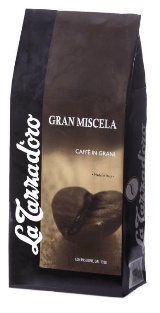 La Tazzadoro
GRAN MISCELA
CAFFÈ IN GRANI